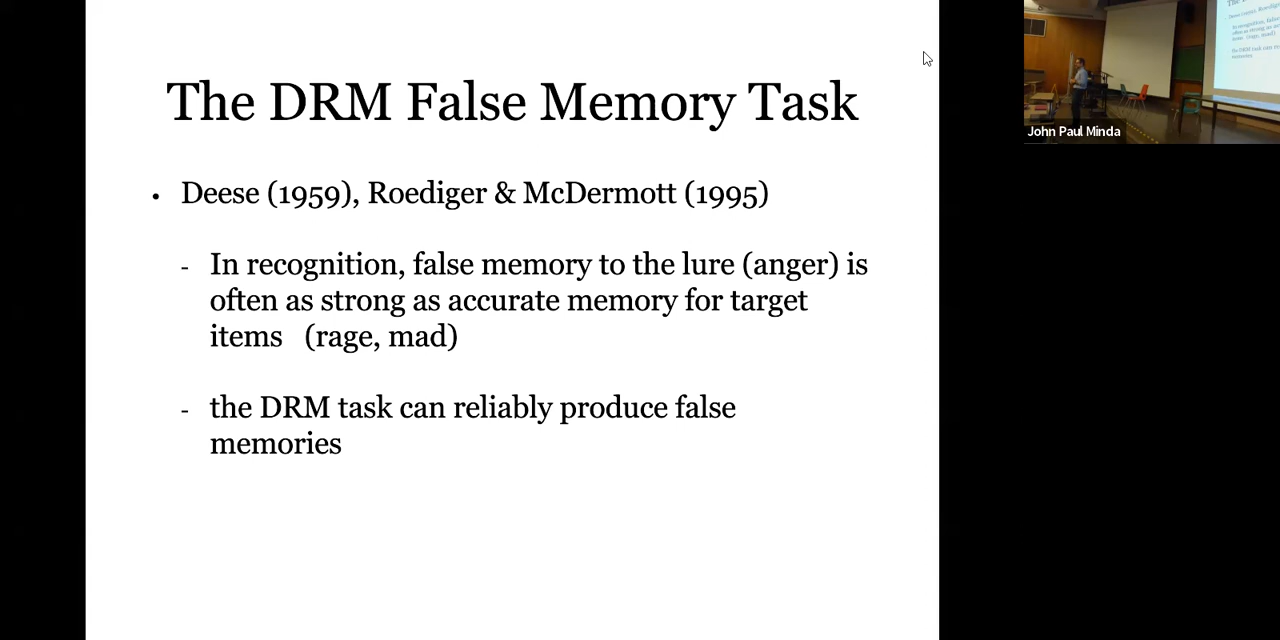 The DRM False Memory Task
• Deese (1959), Roediger & McDermott (1995)
- In recognition, false memory to the lure (anger) is
often as strong as accurate memory for target
items (rage, mad)
- the DRM task can reliably produce false
memories
John Paul Minda